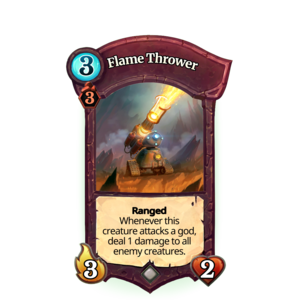 3
Flame Thrower
3
Ranged
Whenever this
creature attacks a god,
deal 1 damage to all
enemy creatures.
3
2